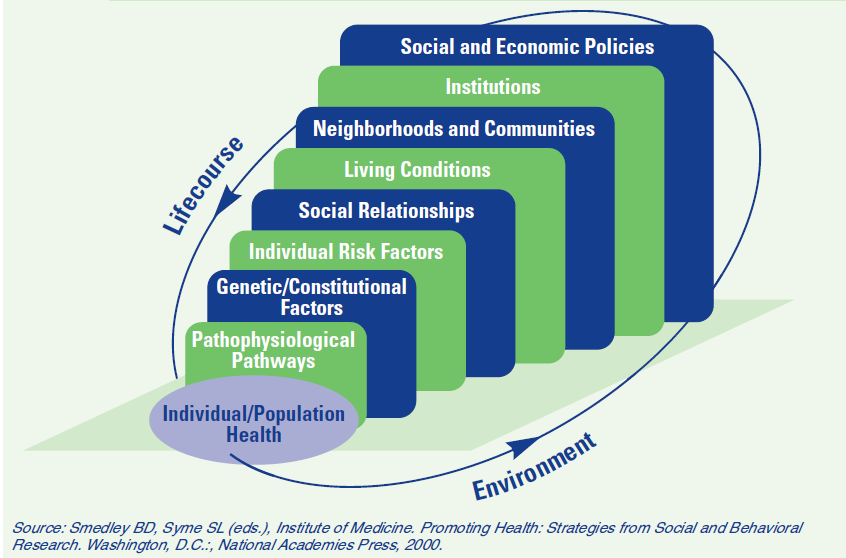 Social and Economic Policies
Institutions
Neighborhoods and Communities
Living Conditions
Social Relationships
Individual Risk Factors
Genetic/Constitutional
Factors
Pathophysiological
Pathways
Individual/Population
Health
Lifecourse
Environment
Source: Smedley BD, Syme SL (eds.), Institute of Medicine. Promoting Health: Strategies from Social and Behavioral
Research. Washington, D.C.:, National Academies Press, 2000.